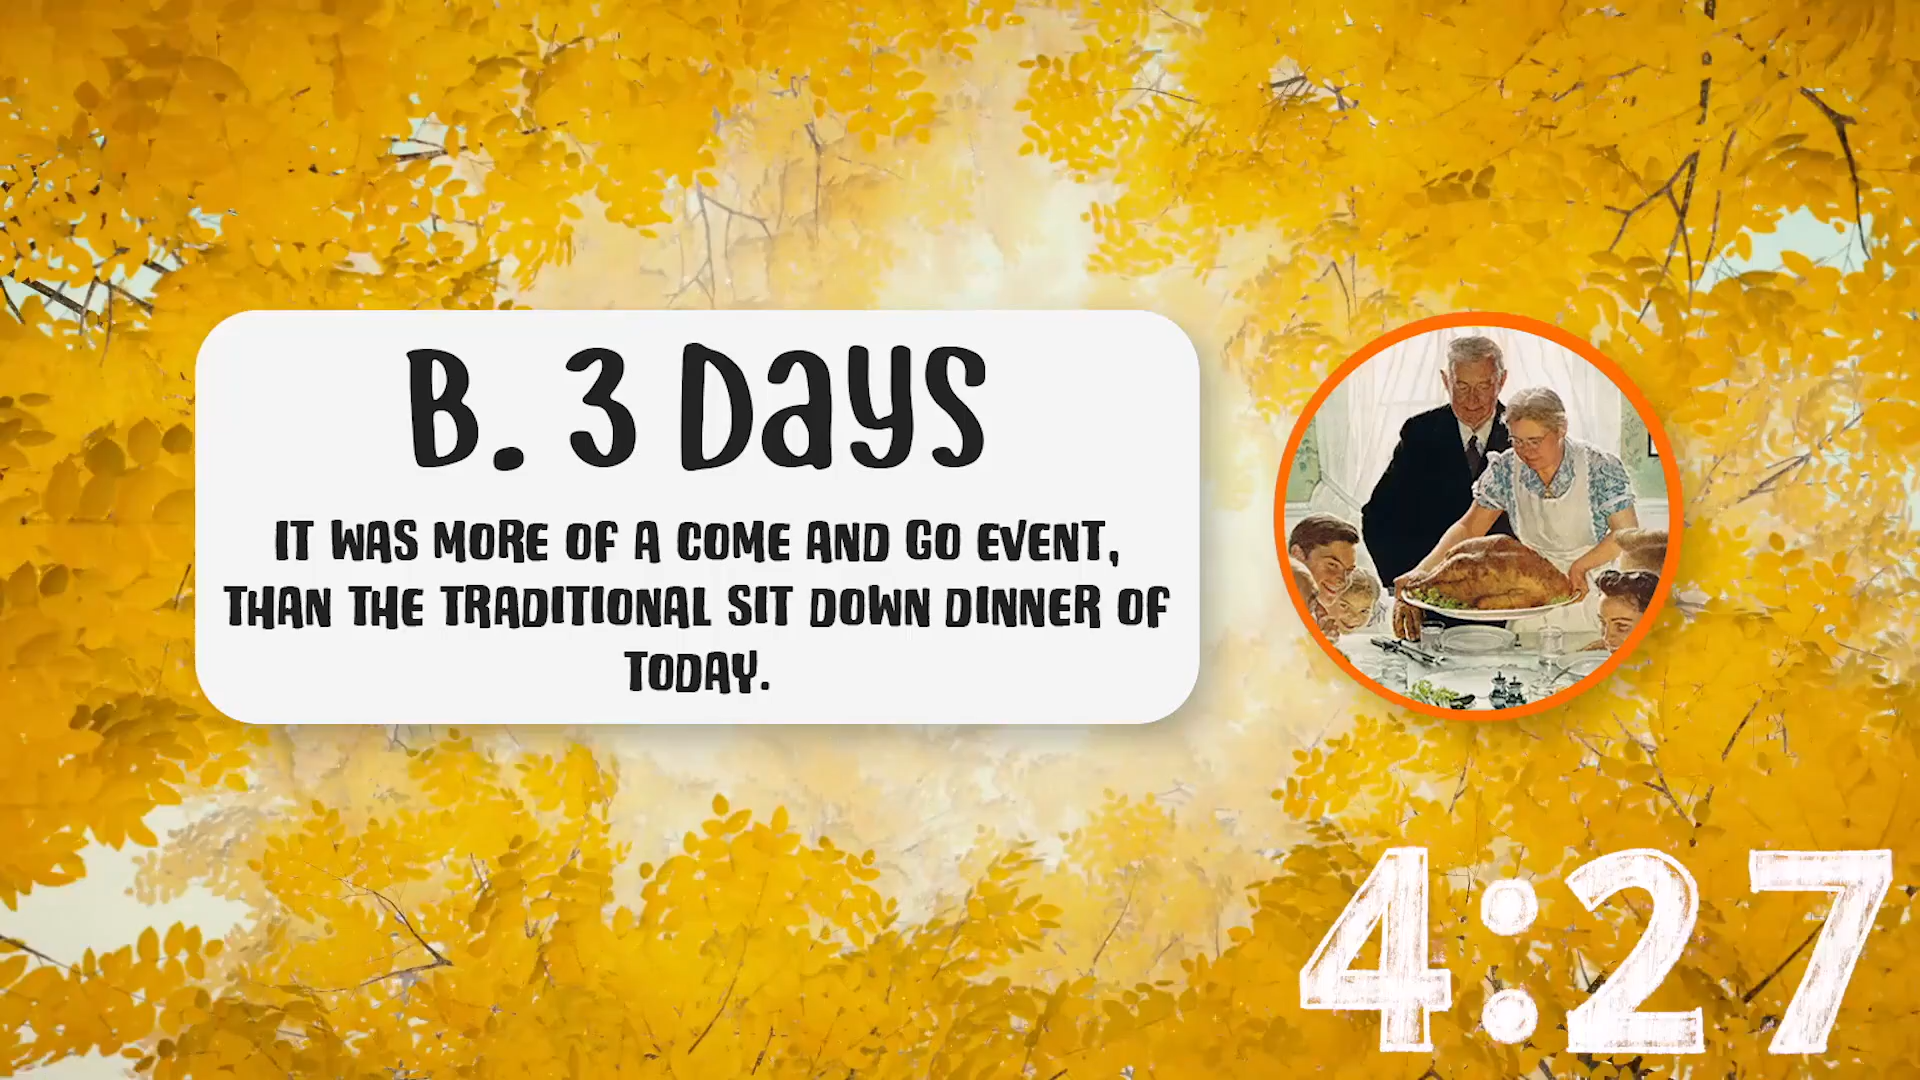 B. 3 Days
IT WAS MORE OF A COME AND GO EVENT,
THAN THE TRADITIONAL SIT DOWN DINNER OF
TODAY.
4:27